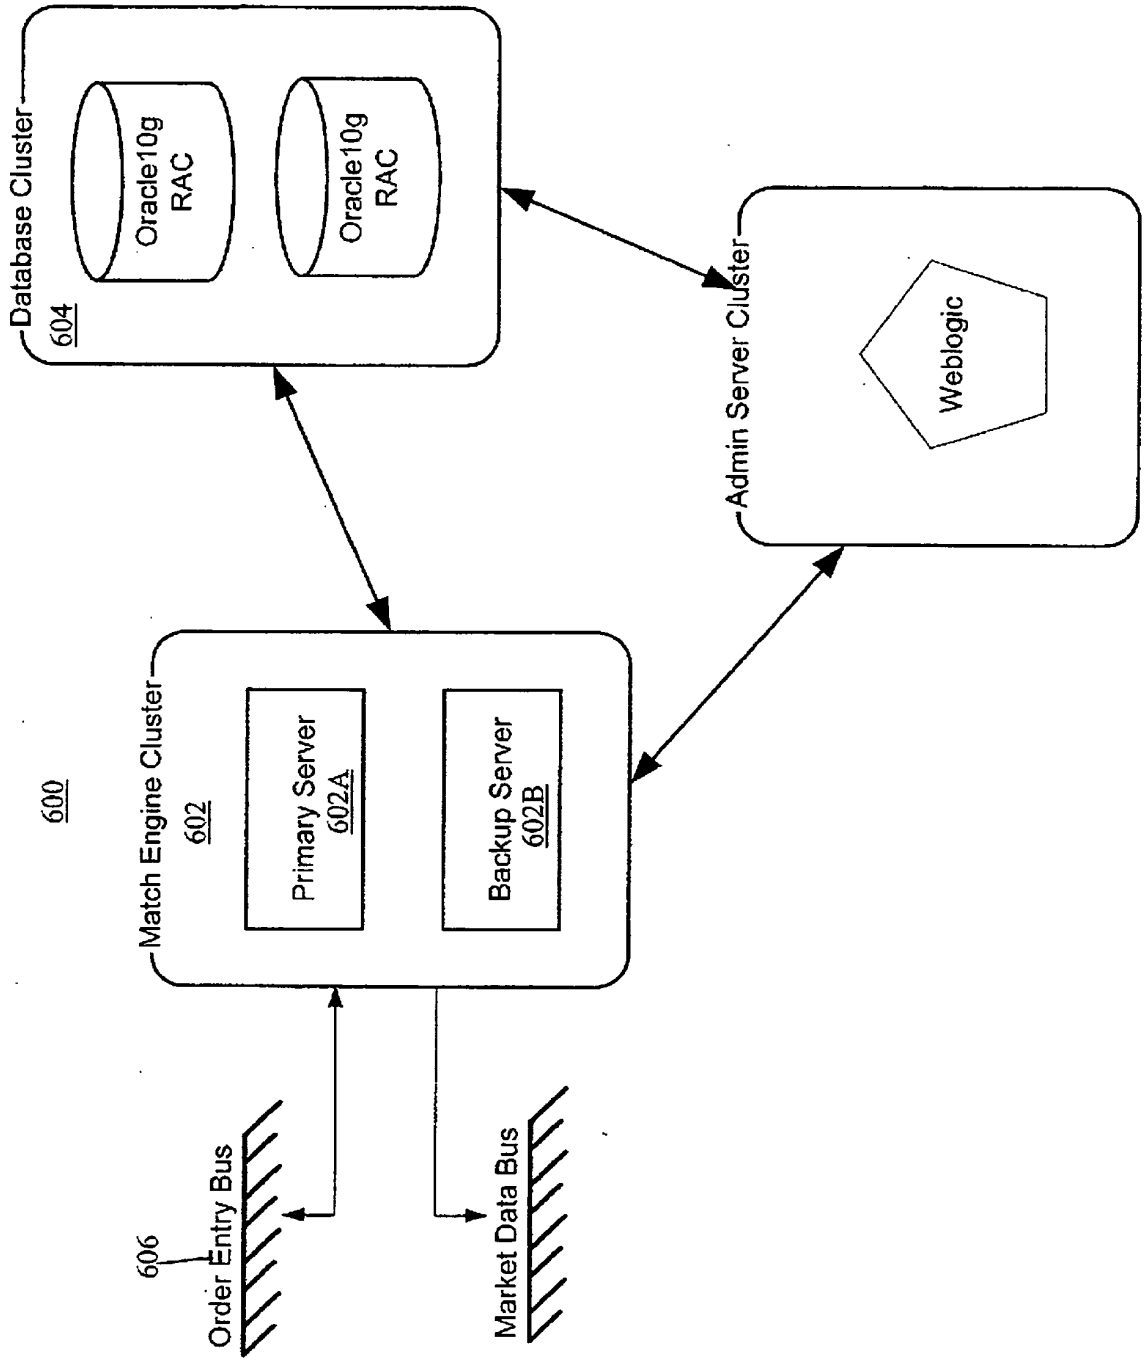 600
Match Engine Cluster
602
Primary Server
602A
Backup Server
602B
Database Cluster
604
Oracle10g
RAC
Oracle10g
RAC
606
Order Entry Bus
Market Data Bus
Admin Server Cluster
Weblogic